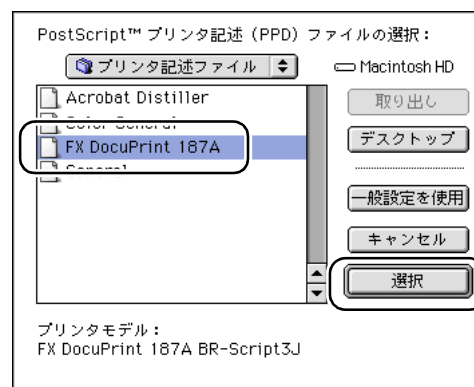 PostScript™ プリンタ記述（PPD）ファイルの選択：
プリンタ記述ファイル
Macintosh HD
Acrobat Distiller
取り出し
Color General
デスクトップ
FX DocuPrint 187A
General
一般設定を使用
キャンセル
選択
プリンタモデル：
FX DocuPrint 187A BR-Script3J